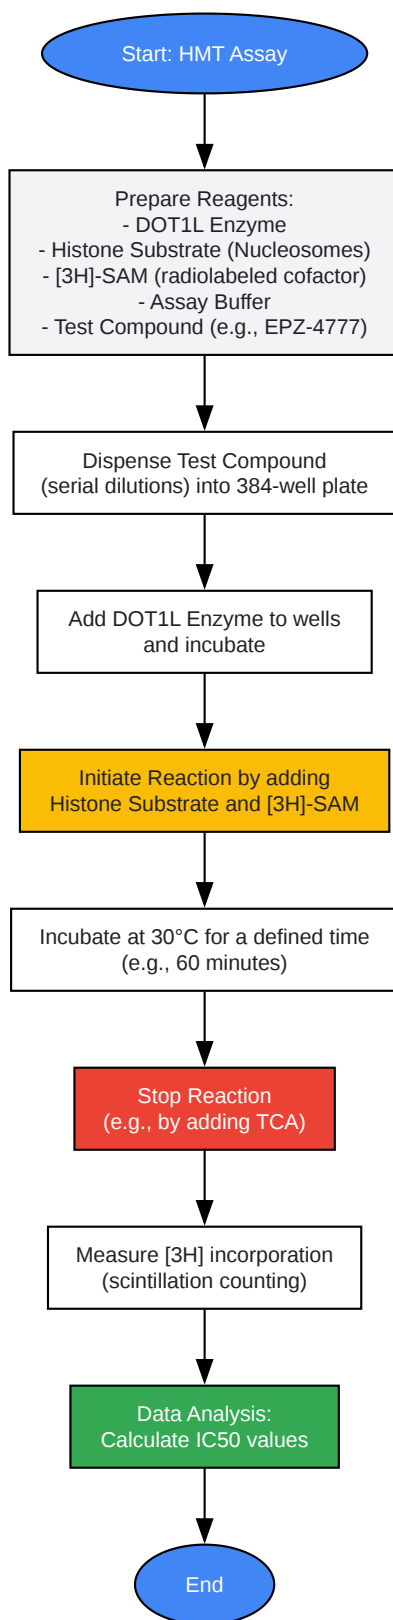 Start: HMT Assay
Prepare Reagents:
- DOT1L Enzyme
- Histone Substrate (Nucleosomes)
- [3H]-SAM (radiolabeled cofactor)
- Assay Buffer
- Test Compound (e.g., EPZ-4777)
Dispense Test Compound
(serial dilutions) into 384-well plate
Add DOT1L Enzyme to wells
and incubate
Initiate Reaction by adding
Histone Substrate and [3H]-SAM
Incubate at 30°C for a defined time
(e.g., 60 minutes)
Stop Reaction
(e.g., by adding TCA)
Measure [3H] incorporation
(scintillation counting)
Data Analysis:
Calculate IC50 values
End